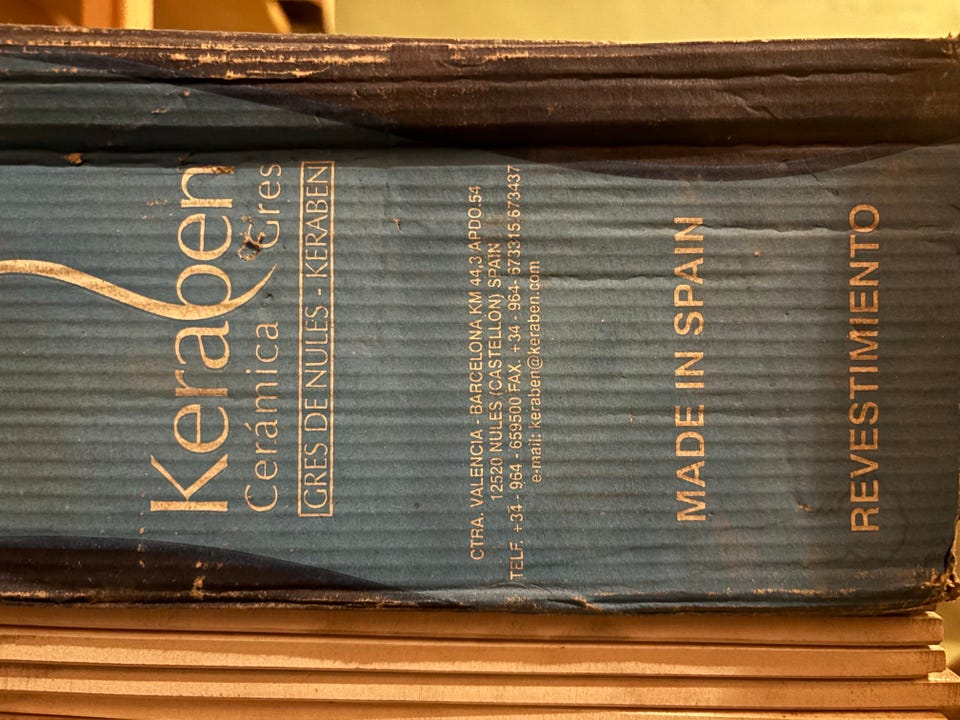 Keraben
Cerámica Gres
GRES DE NULES - KERABEN
CTRA. VALENCIA - BARCELONA KM 44,3 APDO.54
12520 NULES (CASTELLON) SPAIN
TELF. +34 - 964 -659500 FAX. +34 - 964- 673315.673437
e-mail: keraben@keraben.com
MADE IN SPAIN
REVESTIMIENTO